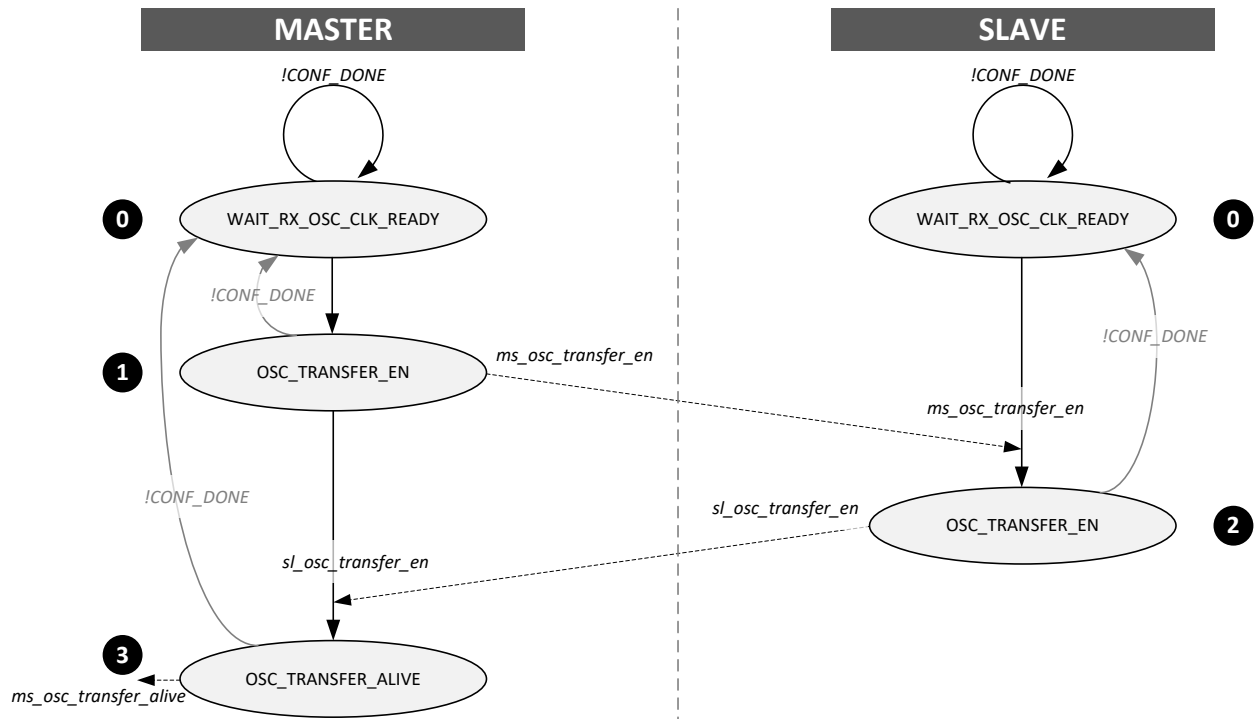 MASTER
SLAVE
!CONF_DONE
!CONF_DONE
0
WAIT_RX_OSC_CLK_READY
WAIT_RX_OSC_CLK_READY
0
!CONF_DONE
!CONF_DONE
1
OSC_TRANSFER_EN
ms_osc_transfer_en
ms_osc_transfer_en
!CONF_DONE
sl_osc_transfer_en
OSC_TRANSFER_EN
2
sl_osc_transfer_en
3
OSC_TRANSFER_ALIVE
ms_osc_transfer_alive